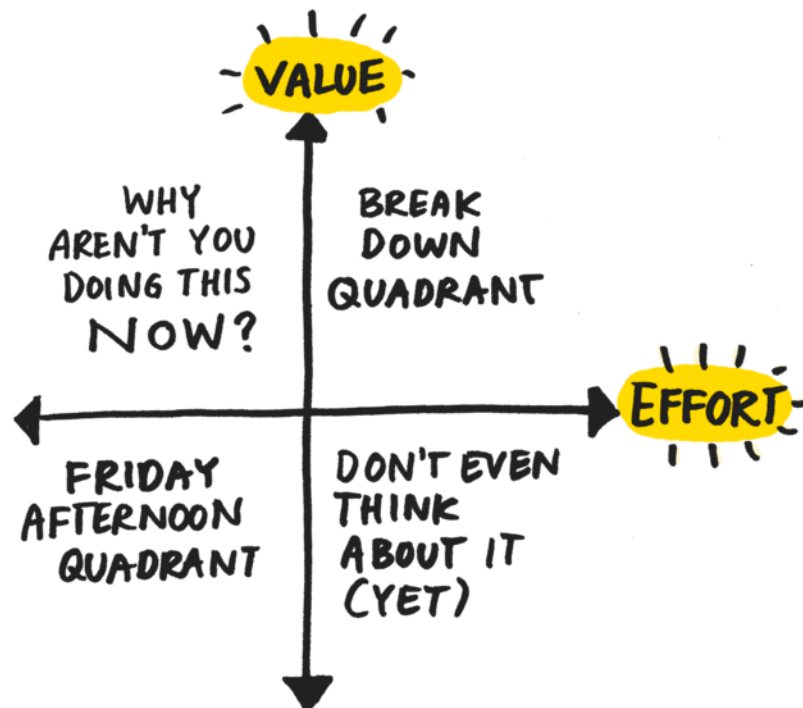 VALUE
WHY
AREN'T YOU
DOING THIS
NOW?
BREAK
DOWN
QUADRANT
EFFORT
FRIDAY
AFTERNOON
QUADRANT
DON'T EVEN
THINK
ABOUT IT
(YET)